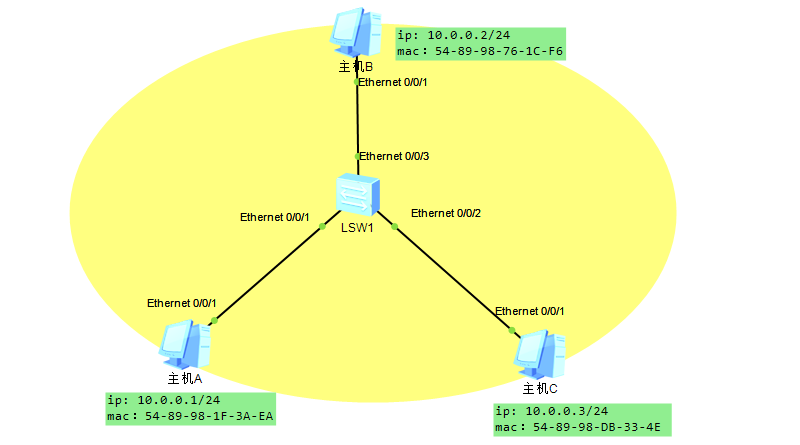 ip: 10.0.0.2/24
mac: 54-89-98-76-1C-F6
主机B
Ethernet 0/0/1
Ethernet 0/0/3
Ethernet 0/0/1
Ethernet 0/0/2
LSW1
Ethernet 0/0/1
Ethernet 0/0/1
主机A
主机C
ip: 10.0.0.1/24
mac: 54-89-98-1F-3A-EA
ip: 10.0.0.3/24
mac: 54-89-98-DB-33-4E